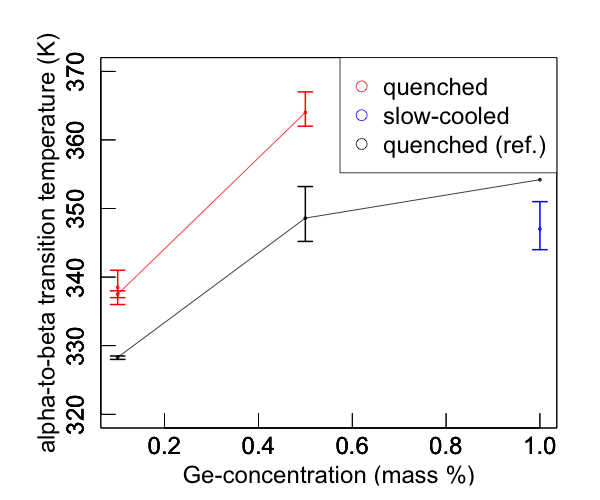 alpha-to-beta transition temperature (K)
370
360
350
340
330
320
quenched
slow-cooled
quenched (ref.)
0.2
0.4
0.6
0.8
1.0
Ge-concentration (mass %)